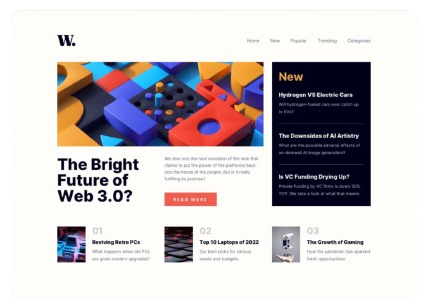 W.
Home New Popular Trending Categories
The Bright
Future of
Web 3.0?
We dive into the next evolution of the web that
claims to put the power of the platforms back
into the hands of the people. But is it really
fulfilling its promise?
READ MORE
New
Hydrogen VS Electric Cars
Will hydrogen-fueled cars ever catch up
to EVs?
The Downsides of AI Artistry
What are the possible adverse effects of
on-demand AI image generation?
Is VC Funding Drying Up?
Private funding by VC firms is down 50%
YOY. We take a look at what that means.
01
Reviving Retro PCs
What happens when old PCs
are given modern upgrades?
02
Top 10 Laptops of 2022
Our best picks for various
needs and budgets.
03
The Growth of Gaming
How the pandemic has sparked
fresh opportunities.